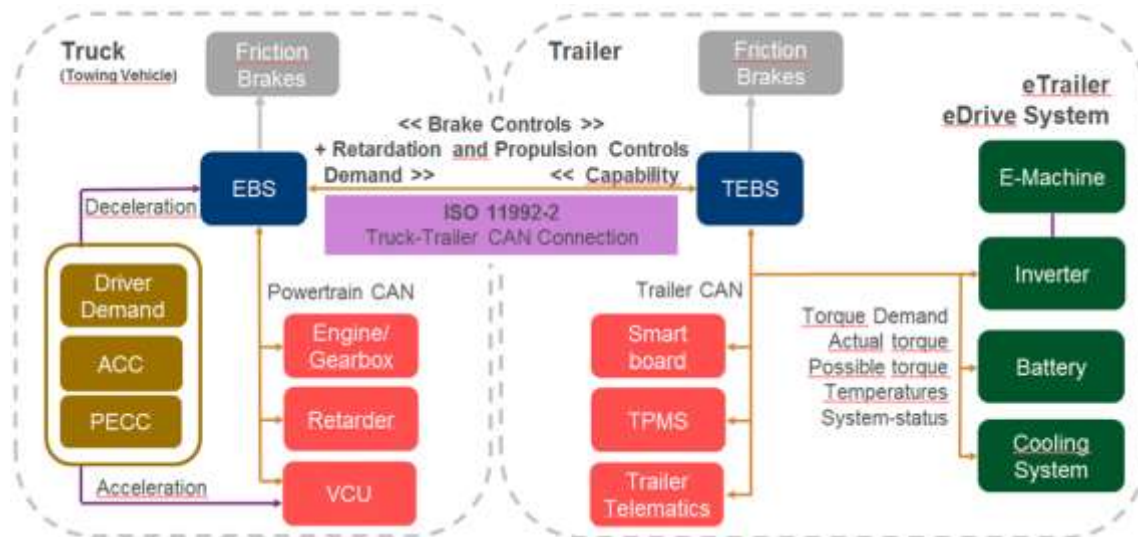 Truck
(Towing Vehicle)
Friction
Brakes
EBS
Deceleration
Driver
Demand
ACC
PECC
Acceleration
Powertrain CAN
Engine/
Gearbox
Retarder
VCU
<< Brake Controls >>
+ Retardation and Propulsion Controls
Demand >> << Capability
ISO 11992-2
Truck-Trailer CAN Connection
Trailer
Friction
Brakes
TEBS
Trailer CAN
Smart
board
TPMS
Trailer
Telematics
eTrailer
eDrive System
E-Machine
Inverter
Torque Demand
Actual torque
Possible torque
Temperatures
System-status
Battery
Cooling
System